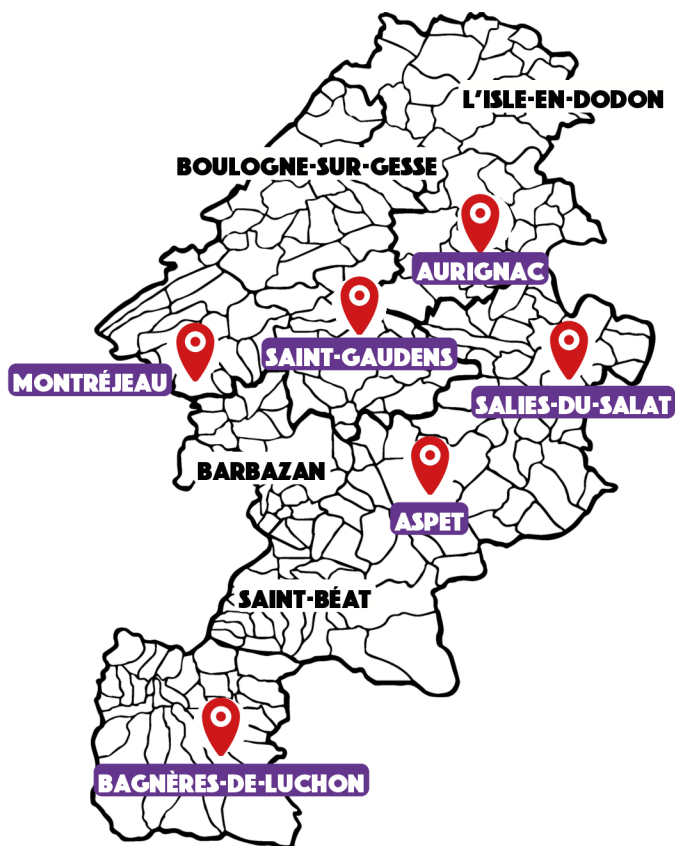 L'ISLE-EN-DODON
BOULOGNE-SUR-GESSE
AURIGNAC
SAINT-GAUDENS
MONTRÉJEAU
SALIES-DU-SALAT
BARBAZAN
ASPET
SAINT-BÉAT
BAGNÈRES-DE-LUCHON